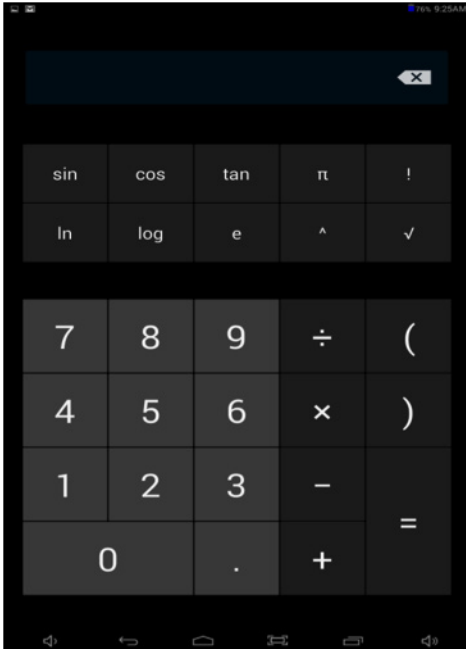 76% 9:25AM
sin cos tan π !
ln log e ^ √
7 8 9 ÷ (
4 5 6 × )
1 2 3 −
=
0 . +